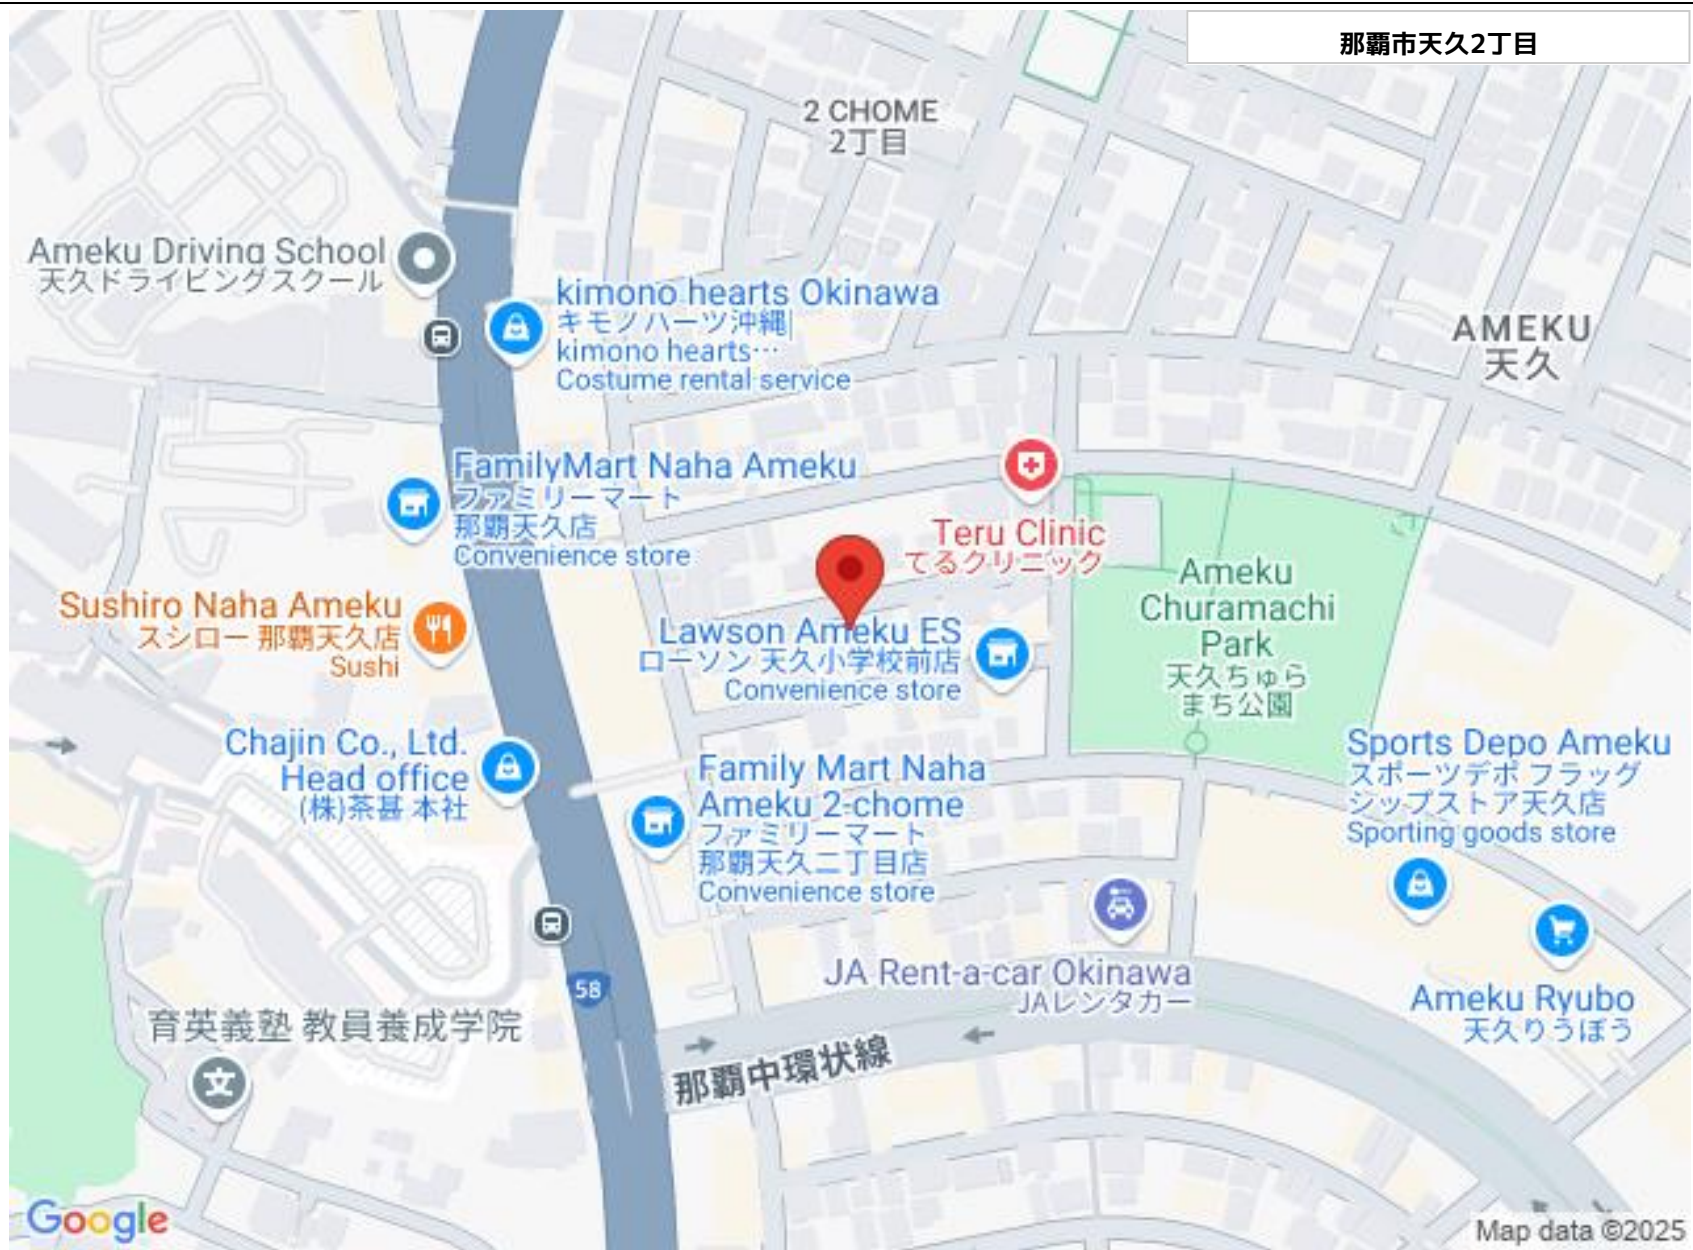 那覇市天久2丁目
2 CHOME
2丁目
Ameku Driving School
天久ドライビングスクール
kimono hearts Okinawa
キモノハーツ沖縄|
kimono hearts…
Costume rental service
AMEKU
天久
FamilyMart Naha Ameku
ファミリーマート
那覇天久店
Convenience store
Teru Clinic
てるクリニック
Ameku
Churamachi
Park
天久ちゅら
まち公園
Sushiro Naha Ameku
スシロー 那覇天久店
Sushi
Lawson Ameku ES
ローソン 天久小学校前店
Convenience store
Chajin Co., Ltd.
Head office
(株)茶甚 本社
Family Mart Naha
Ameku 2-chome
ファミリーマート
那覇天久二丁目店
Convenience store
Sports Depo Ameku
スポーツデポ フラッグ
シップストア天久店
Sporting goods store
JA Rent-a-car Okinawa
JAレンタカー
Ameku Ryubo
天久りうぼう
58
育英義塾 教員養成学院
文
那覇中環状線
Google
Map data ©2025